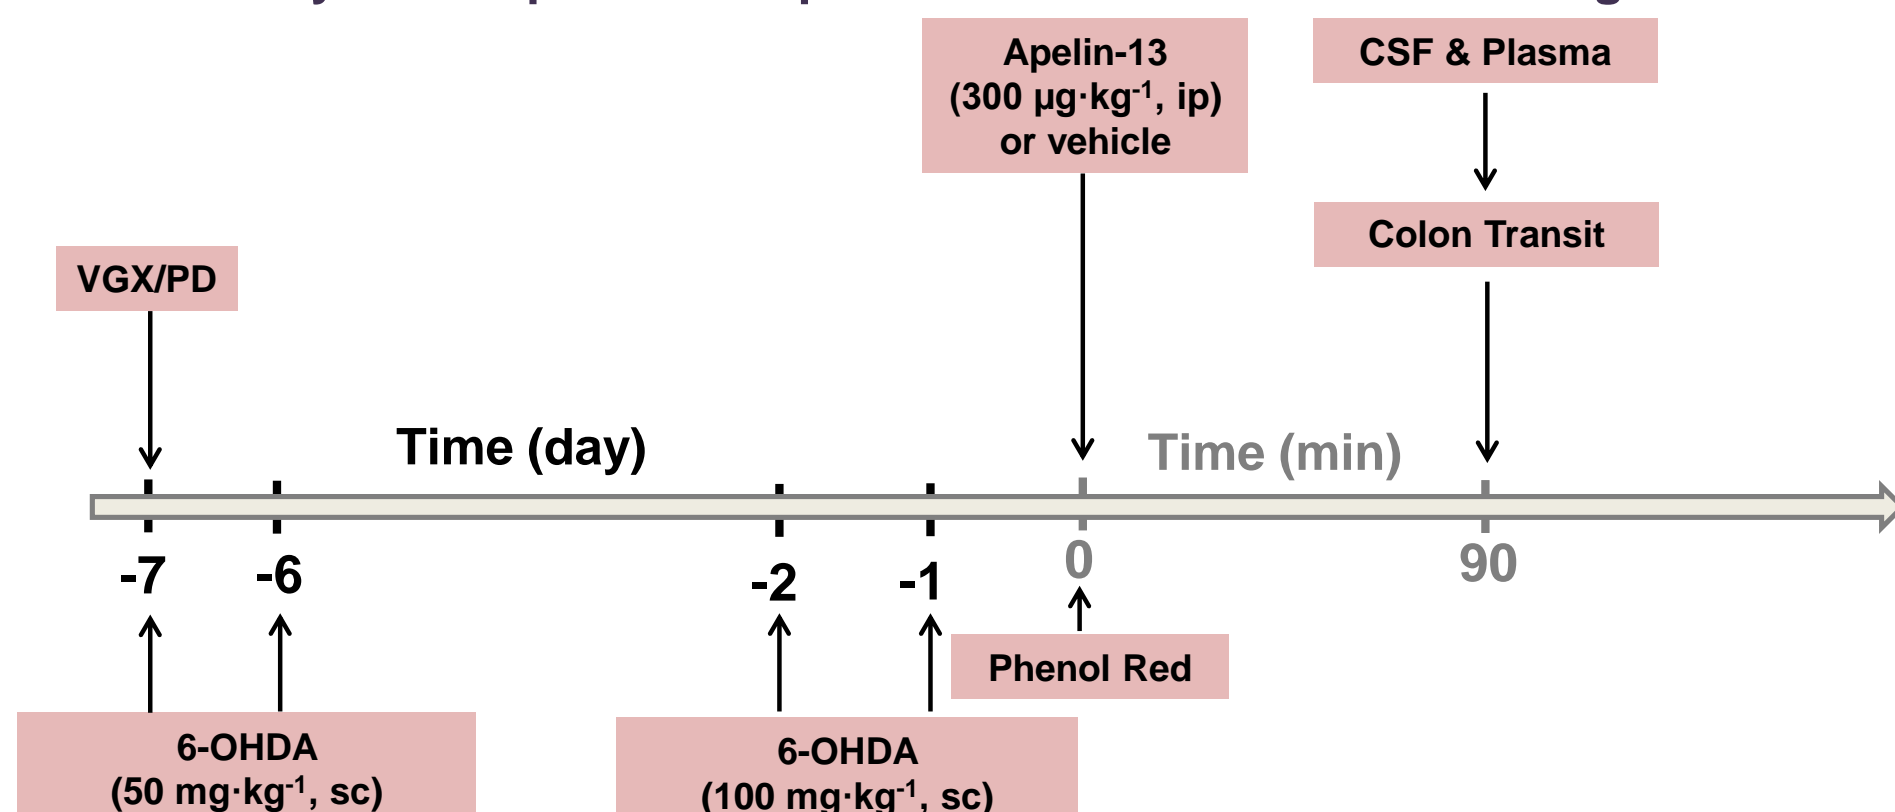 Apelin-13
(300 µg·kg-1, ip)
or vehicle
CSF & Plasma
Colon Transit
VGX/PD
Time (day)
Time (min)
-7
-6
-2
-1
0
90
Phenol Red
6-OHDA
(50 mg·kg-1, sc)
6-OHDA
(100 mg·kg-1, sc)